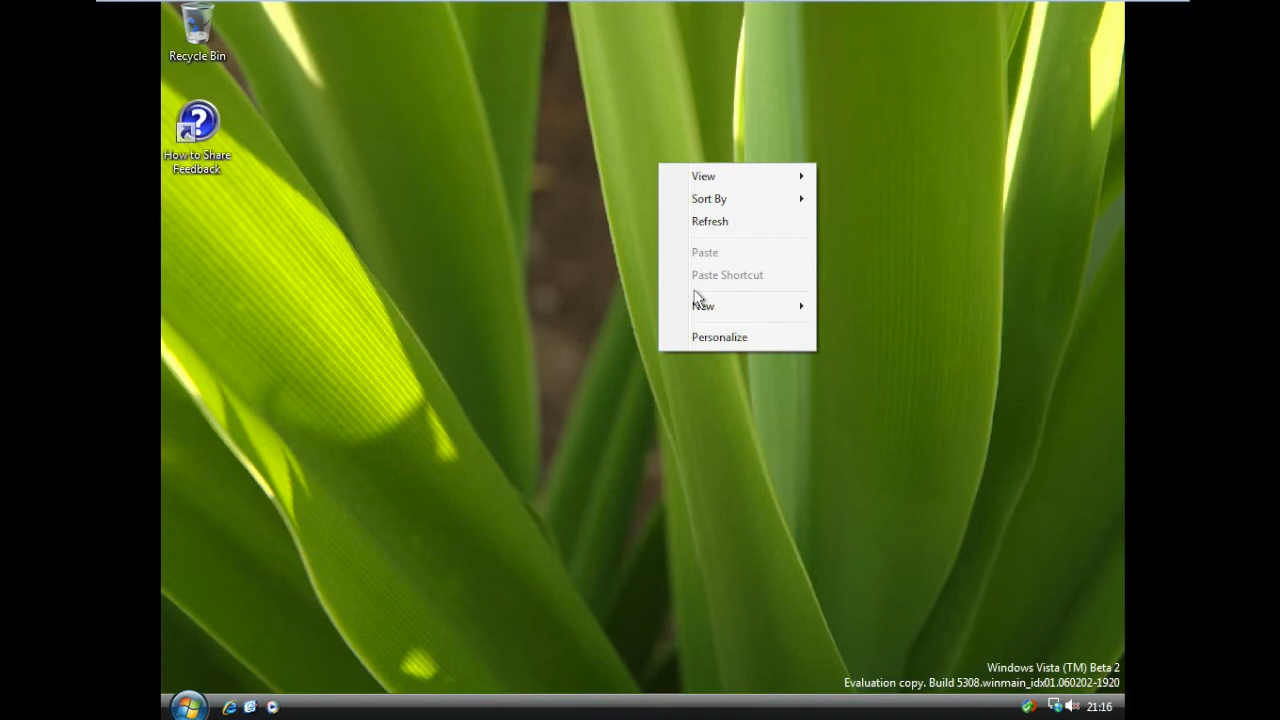 Recycle Bin
How to Share
Feedback
View
Sort By
Refresh
Paste
Paste Shortcut
New
Personalize
Windows Vista (TM) Beta 2
Evaluation copy. Build 5308.winmain_idx01.060202-1920
21:16